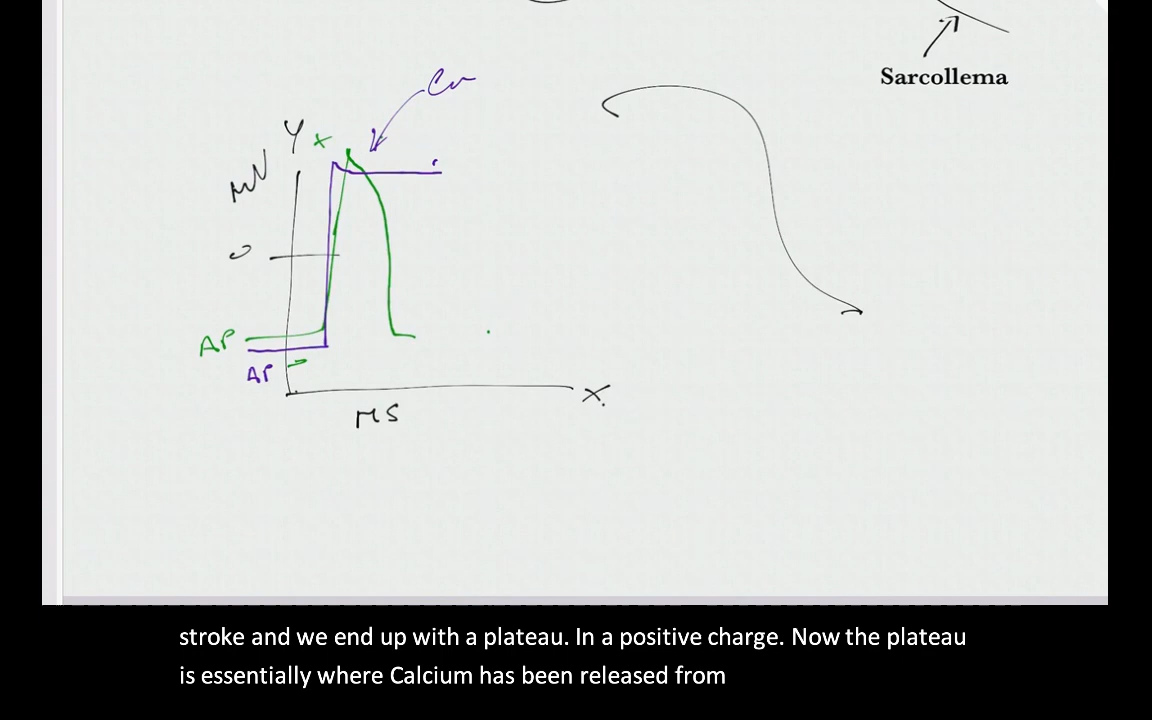 Sarcollema
Ca
Y +
MV
0
AP
AP -
X
MS
stroke and we end up with a plateau. In a positive charge. Now the plateau
is essentially where Calcium has been released from